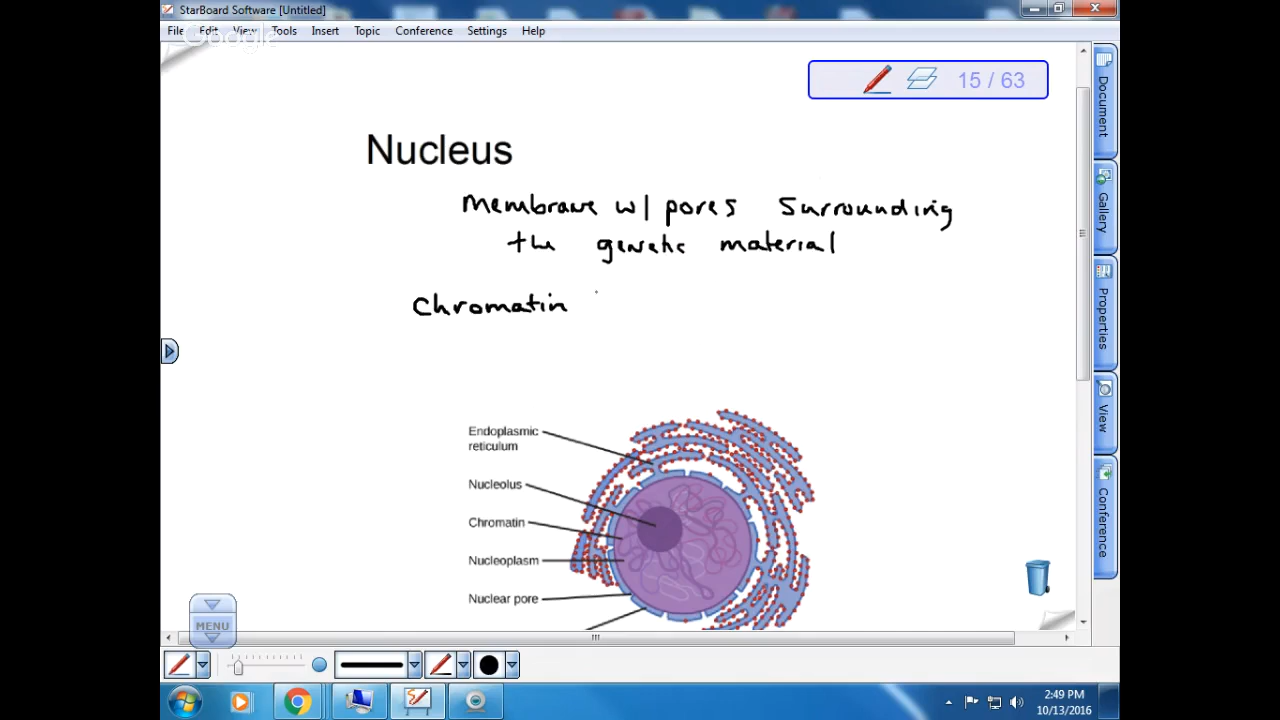 StarBoard Software [Untitled]
File Edit View Tools Insert Topic Conference Settings Help
Google
15 / 63
Nucleus
Membrane w/ pores Surrounding
the genetic material
Chromatin
Endoplasmic
reticulum
Nucleolus
Chromatin
Nucleoplasm
Nuclear pore
Document
Gallery
Properties
View
Conference
MENU
2:49 PM
10/13/2016